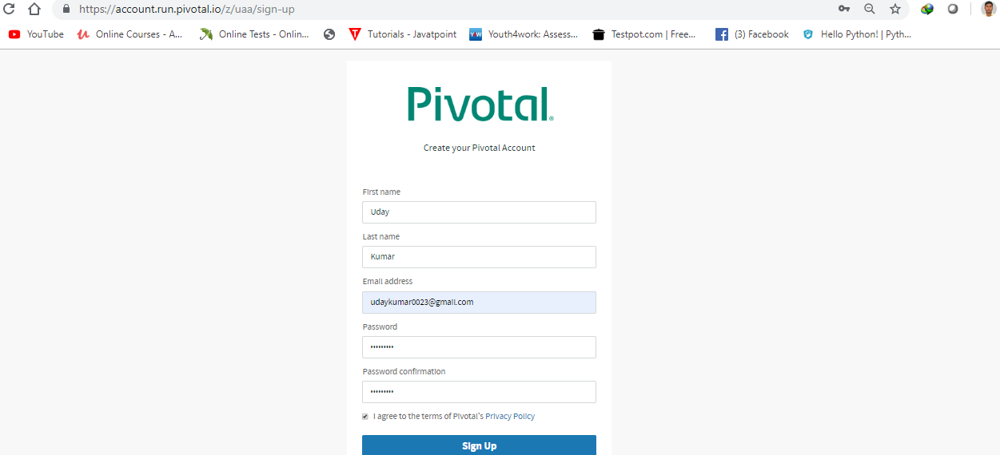 https://account.run.pivotal.io/z/uaa/sign-up
YouTube Online Courses - A... Online Tests - Onlin... Tutorials - Javatpoint Youth4work: Assess... Testpot.com | Free... (3) Facebook Hello Python! | Pyth...
Pivotal®
Create your Pivotal Account
First name
Uday
Last name
Kumar
Email address
udaykumar0023@gmail.com
Password
•••••••••
Password confirmation
•••••••••
I agree to the terms of Pivotal's Privacy Policy
Sign Up